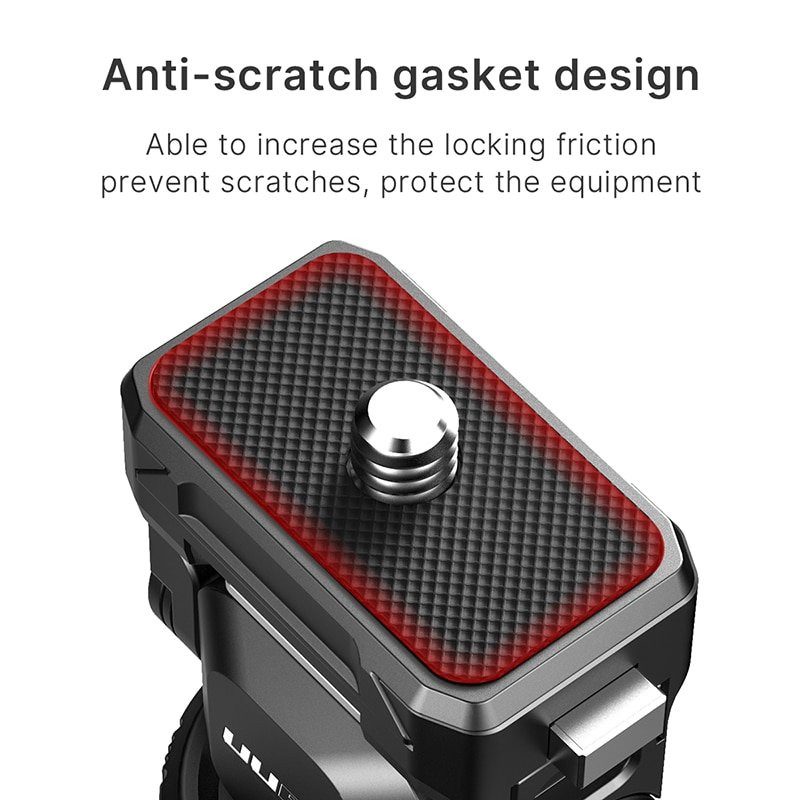 Anti-scratch gasket design
Able to increase the locking friction
prevent scratches, protect the equipment